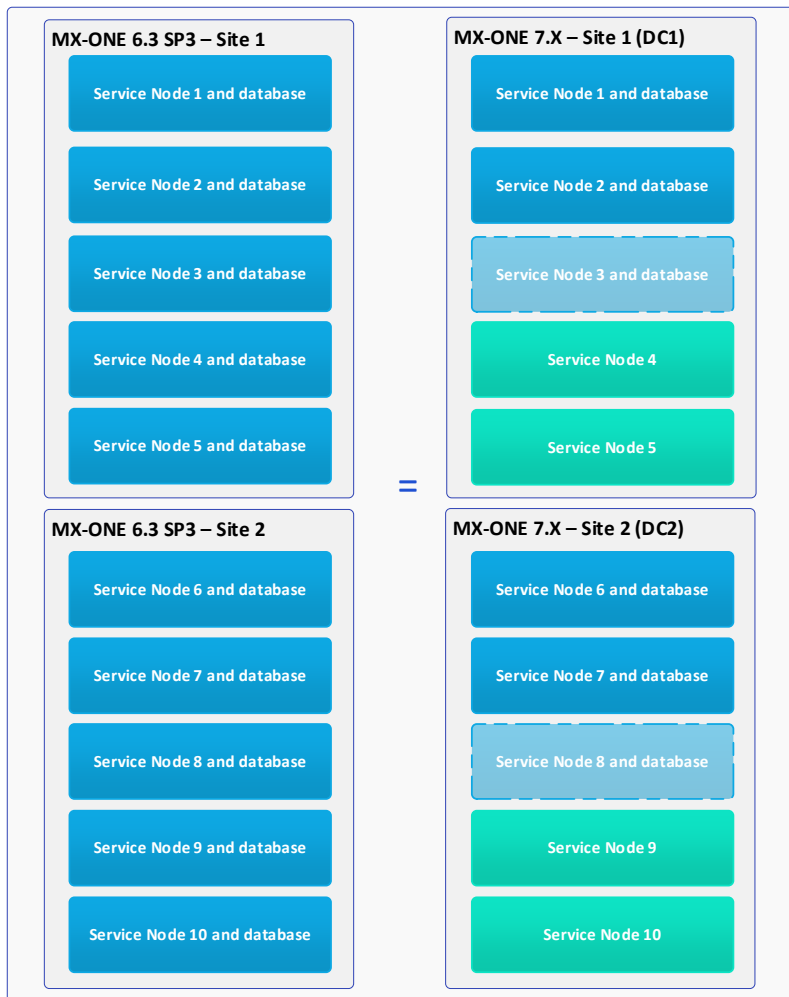 MX-ONE 6.3 SP3 – Site 1
Service Node 1 and database
Service Node 2 and database
Service Node 3 and database
Service Node 4 and database
Service Node 5 and database
MX-ONE 7.X – Site 1 (DC1)
Service Node 1 and database
Service Node 2 and database
Service Node 3 and database
Service Node 4
Service Node 5
=
MX-ONE 6.3 SP3 – Site 2
Service Node 6 and database
Service Node 7 and database
Service Node 8 and database
Service Node 9 and database
Service Node 10 and database
MX-ONE 7.X – Site 2 (DC2)
Service Node 6 and database
Service Node 7 and database
Service Node 8 and database
Service Node 9
Service Node 10